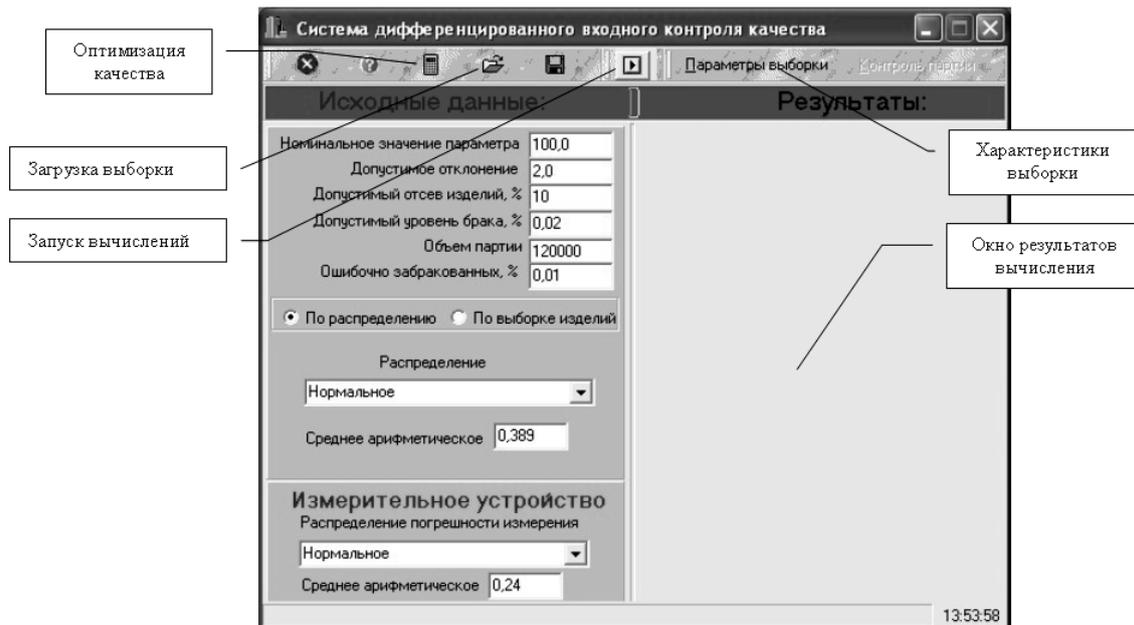 Система дифференцированного входного контроля качества
Оптимизация
качества
Параметры выборки
Контроль партии
Исходные данные:
Результаты:
Номинальное значение параметра 100,0
Допустимое отклонение 2,0
Допустимый отсев изделий, % 10
Допустимый уровень брака, % 0,02
Объем партии 120000
Ошибочно забракованных, % 0,01
Загрузка выборки
Запуск вычислений
Характеристики
выборки
Окно результатов
вычисления
По распределению По выборке изделий
Распределение
Нормальное
Среднее арифметическое 0,389
Измерительное устройство
Распределение погрешности измерения
Нормальное
Среднее арифметическое 0,24
13:53:58